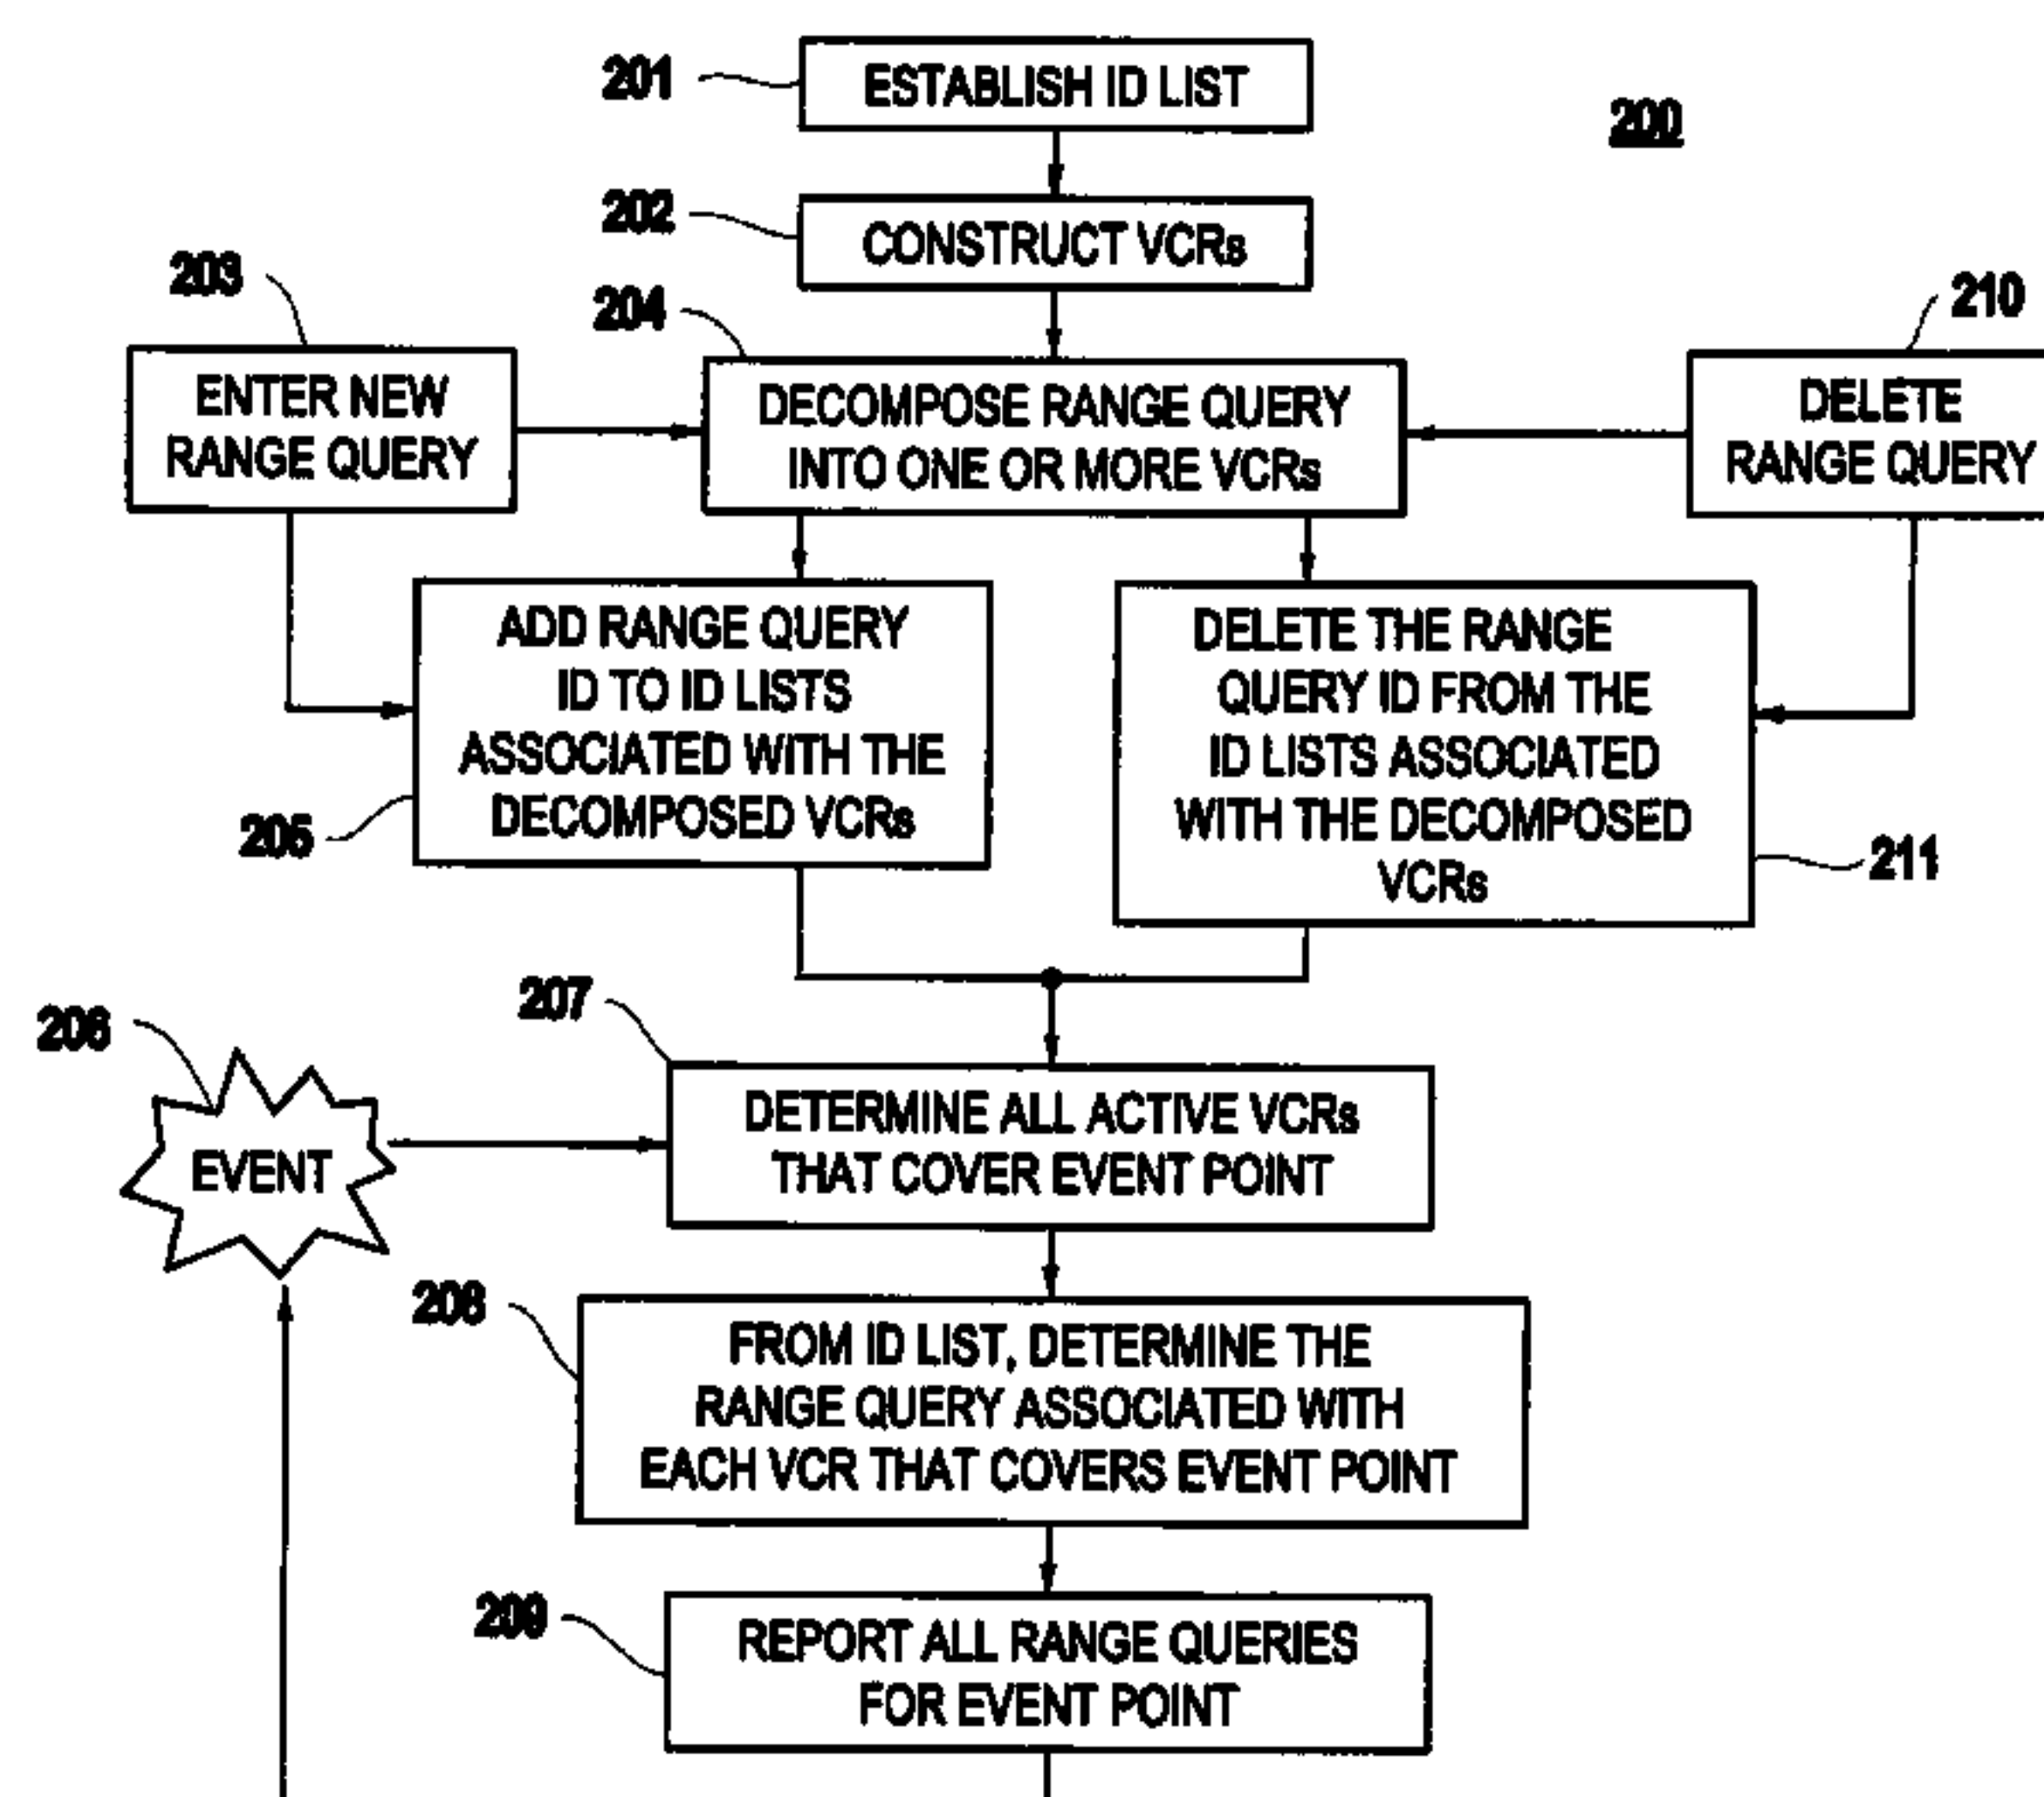 201
ESTABLISH ID LIST
200
202
CONSTRUCT VCRs
203
204
210
ENTER NEW
RANGE QUERY
DECOMPOSE RANGE QUERY
INTO ONE OR MORE VCRs
DELETE
RANGE QUERY
ADD RANGE QUERY
ID TO ID LISTS
ASSOCIATED WITH THE
DECOMPOSED VCRs
205
DELETE THE RANGE
QUERY ID FROM THE
ID LISTS ASSOCIATED
WITH THE DECOMPOSED
VCRs
211
207
206
EVENT
DETERMINE ALL ACTIVE VCRs
THAT COVER EVENT POINT
208
FROM ID LIST, DETERMINE THE
RANGE QUERY ASSOCIATED WITH
EACH VCR THAT COVERS EVENT POINT
209
REPORT ALL RANGE QUERIES
FOR EVENT POINT